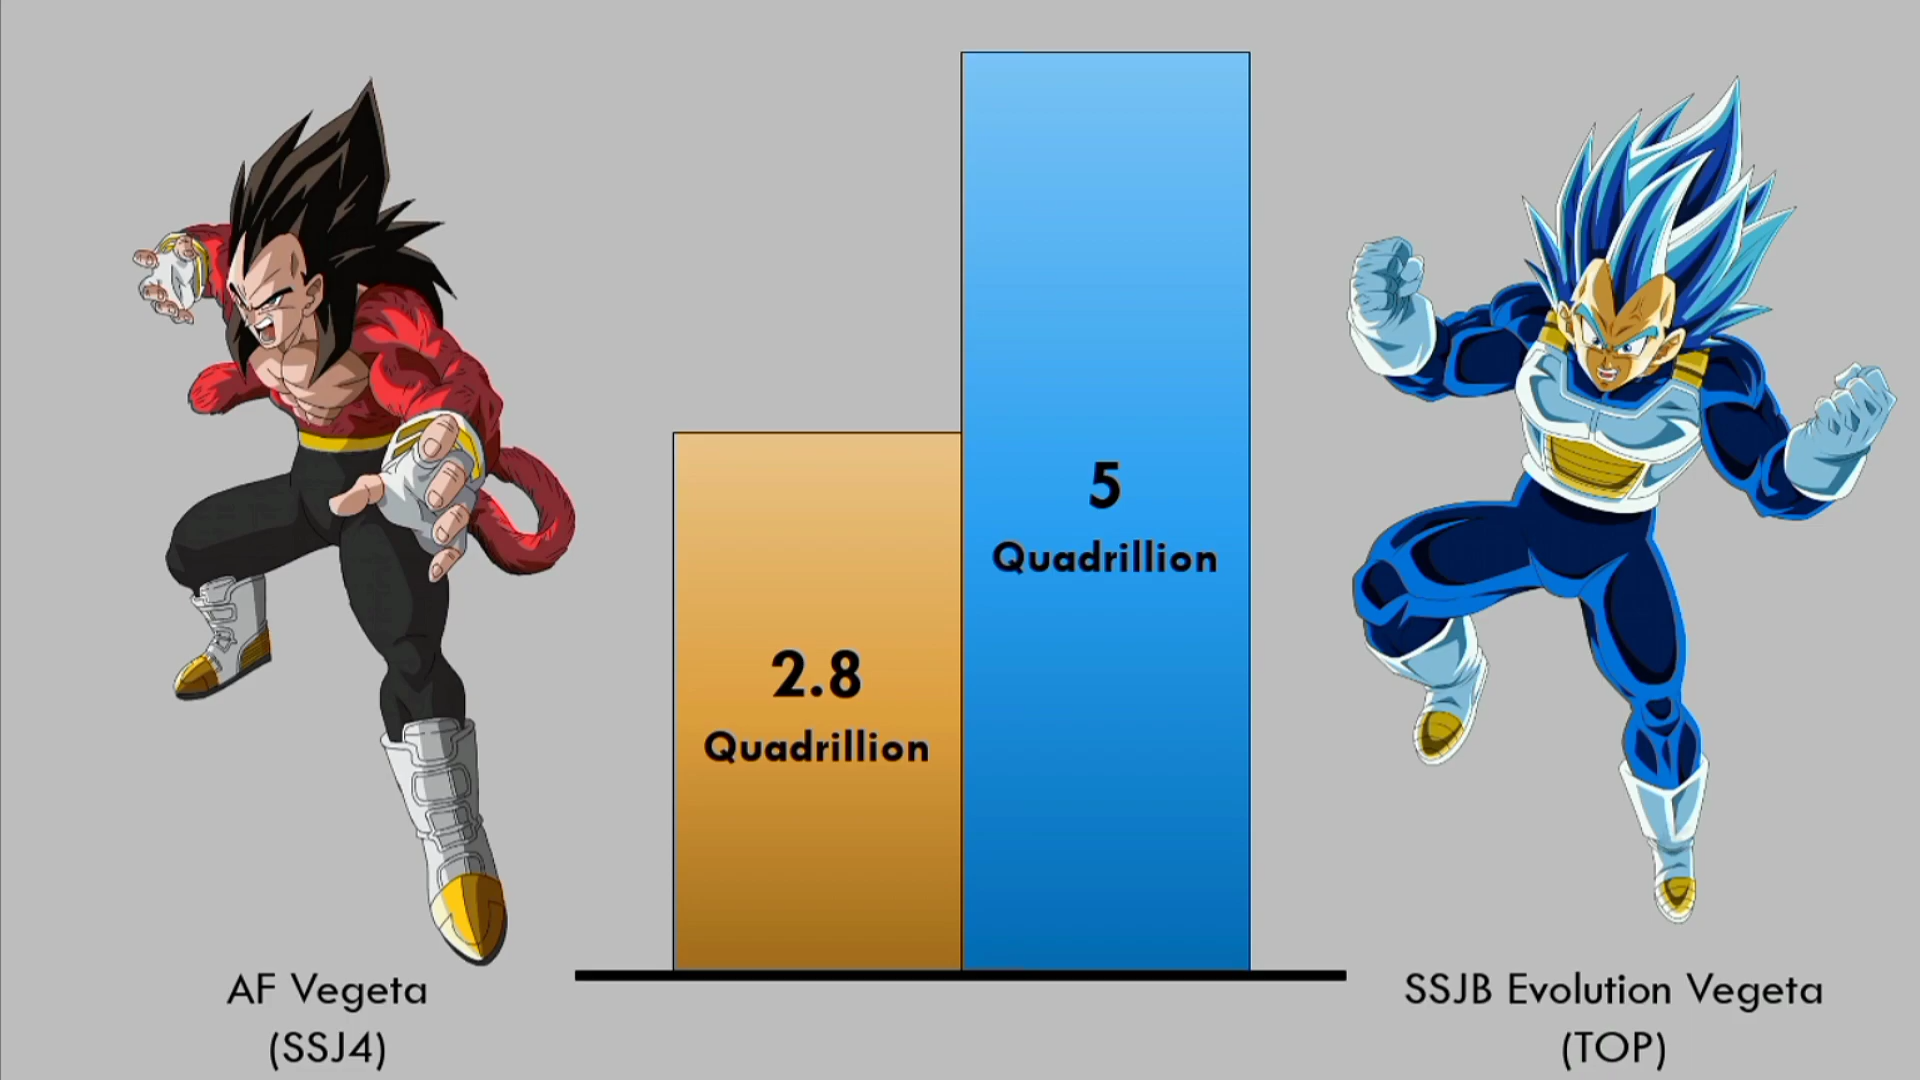 5
Quadrillion
2.8
Quadrillion
AF Vegeta
(SSJ4)
SSJB Evolution Vegeta
(TOP)